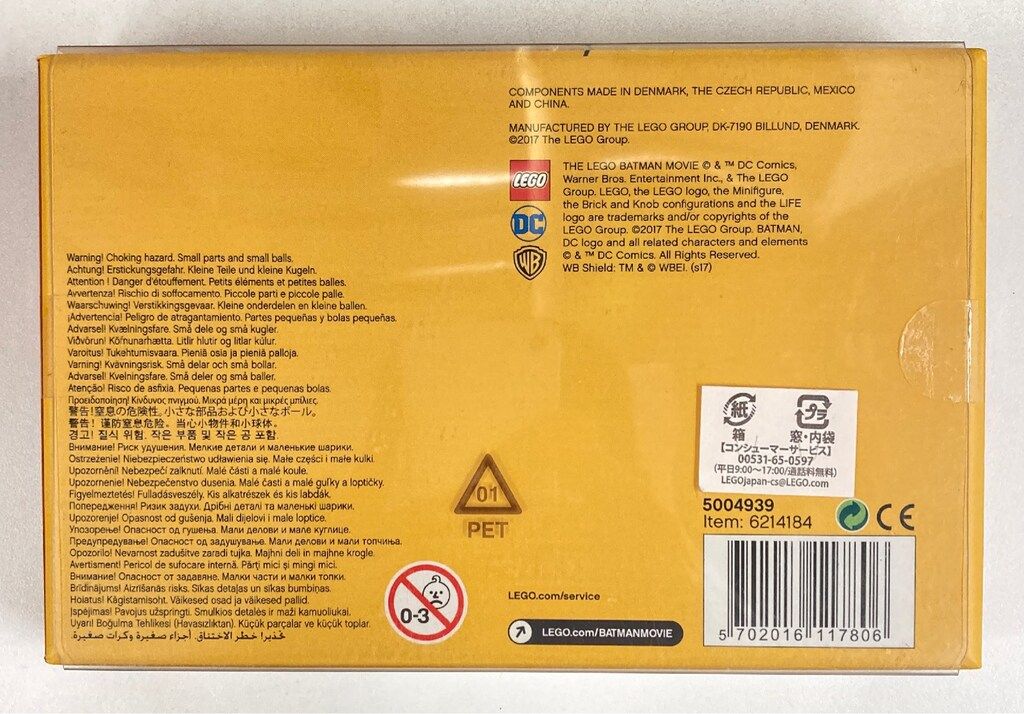 COMPONENTS MADE IN DENMARK, THE CZECH REPUBLIC, MEXICO
AND CHINA.
MANUFACTURED BY THE LEGO GROUP, DK-7190 BILLUND, DENMARK.
©2017 The LEGO Group.
LEGO
DC
WB
THE LEGO BATMAN MOVIE © & ™ DC Comics,
Warner Bros. Entertainment Inc., & The LEGO
Group. LEGO, the LEGO logo, the Minifigure,
the Brick and Knob configurations and the LIFE
logo are trademarks and/or copyrights of the
LEGO Group. ©2017 The LEGO Group. BATMAN,
DC logo and all related characters and elements
© & ™ DC Comics. All Rights Reserved.
WB Shield: TM & © WBEI. (s17)
Warning! Choking hazard. Small parts and small balls.
Achtung! Erstickungsgefahr. Kleine Teile und kleine Kugeln.
Attention ! Danger d'étouffement. Petits éléments et petites balles.
Avvertenza! Rischio di soffocamento. Piccole parti e piccole palle.
Waarschuwing! Verstikkingsgevaar. Kleine onderdelen en kleine ballen.
¡Advertencia! Peligro de atragantamiento. Partes pequeñas y bolas pequeñas.
Advarsel! Kvælningsfare. Små dele og små kugler.
Viðvörun! Köfnunarhætta. Litlir hlutir og litlar kúlur.
Varoitus! Tukehtumisvaara. Pieniä osia ja pieniä palloja.
Varning! Kvävningsrisk. Små delar och små bollar.
Advarsel! Kvelningsfare. Små deler og små baller.
Atenção! Risco de asfixia. Pequenas partes e pequenas bolas.
Προειδοποίηση! Κίνδυνος πνιγμού. Μικρά μέρη και μικρές μπίλιες.
警告!窒息の危険性。小さな部品および小さなボール。
警告! 谨防窒息危险。当心小物件和小球体。
경고! 질식 위험. 작은 부품 및 작은 공 포함.
Внимание! Риск удушения. Мелкие детали и маленькие шарики.
Ostrzeżenie! Niebezpieczeństwo udławienia się. Małe części i małe kulki.
Upozornění! Nebezpečí zalknutí. Malé části a malé koule.
Upozornenie! Nebezpečenstvo dusenia. Malé časti a malé guľky a loptičky.
Figyelmeztetés! Fulladásveszély. Kis alkatrészek és kis labdák.
Попередження! Ризик задухи. Дрібні деталі та маленькі шарики.
Upozorenje! Opasnost od gušenja. Mali dijelovi i male loptice.
Упозорење! Опасност од гушења. Мали делови и мале куглице.
Предупредување! Опасност од задушување. Мали делови и мали топчиња.
Opozorilo! Nevarnost zadušitve zaradi tujka. Majhni deli in majhne krogle.
Avertisment! Pericol de sufocare internă. Părți mici și mingi mici.
Внимание! Опасност от задавяне. Малки части и малки топки.
Brīdinājums! Aizrīšanās risks. Sīkas detaļas un sīkas bumbiņas.
Hoiatus! Kägistamisoht. Väikesed osad ja väikesed pallid.
Įspėjimas! Pavojus užspringti. Smulkios detalės ir maži kamuoliukai.
Uyarı! Boğulma Tehlikesi (Havasızlıktan). Küçük parçalar ve küçük toplar.
تحذير! خطر الاختناق. أجزاء صغيرة وكرات صغيرة.
01
PET
0-3
紙
プラ
箱
窓・内袋
【コンシューマーサービス】
00531-65-0597
(平日9:00〜17:00/通話料無料)
LEGOJapan-cs@LEGO.com
5004939
Item: 6214184
CE
LEGO.com/service
LEGO.com/BATMANMOVIE
5 702016 117806